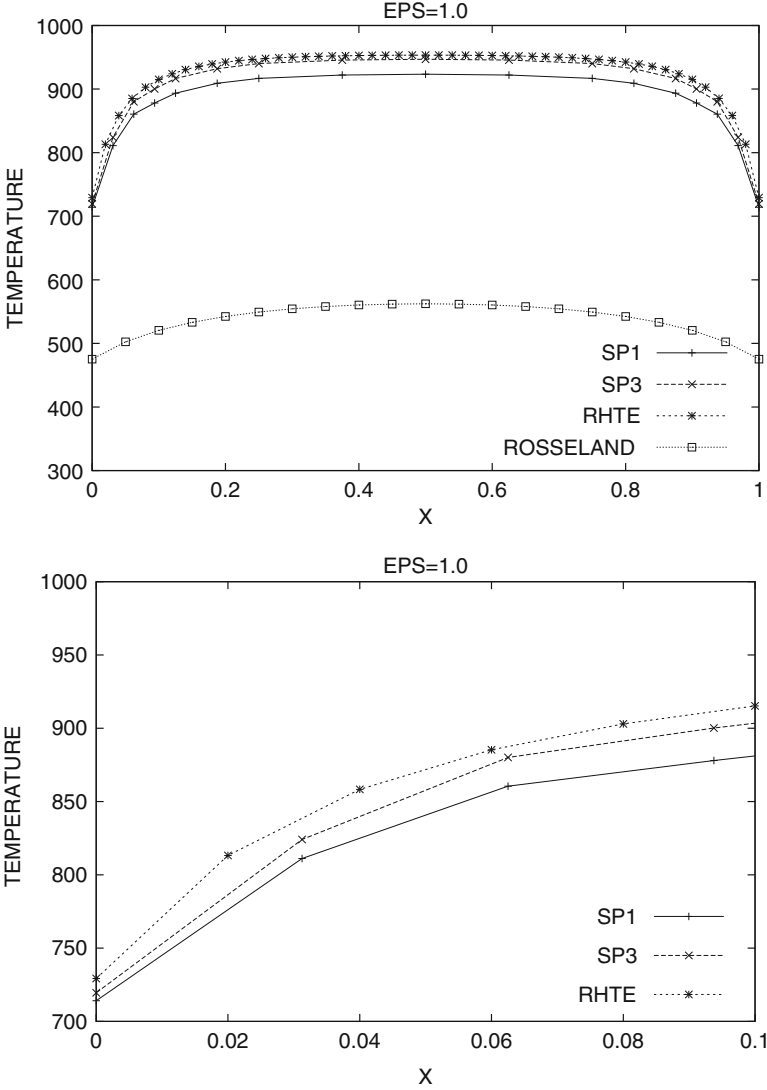 EPS=1.0
1000
900
800
700
600
500
400
300
TEMPERATURE
SP1
SP3
RHTE
ROSSELAND
0 0.2 0.4 0.6 0.8 1
X
EPS=1.0
1000
950
900
850
800
750
700
TEMPERATURE
SP1
SP3
RHTE
0 0.02 0.04 0.06 0.08 0.1
X